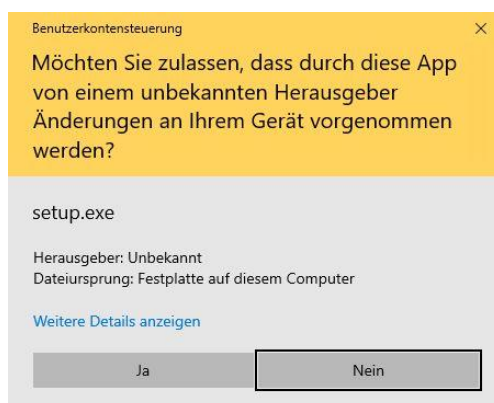 Benutzerkontensteuerung
Möchten Sie zulassen, dass durch diese App
von einem unbekannten Herausgeber
Änderungen an Ihrem Gerät vorgenommen
werden?
setup.exe
Herausgeber: Unbekannt
Dateiursprung: Festplatte auf diesem Computer
Weitere Details anzeigen
Ja Nein